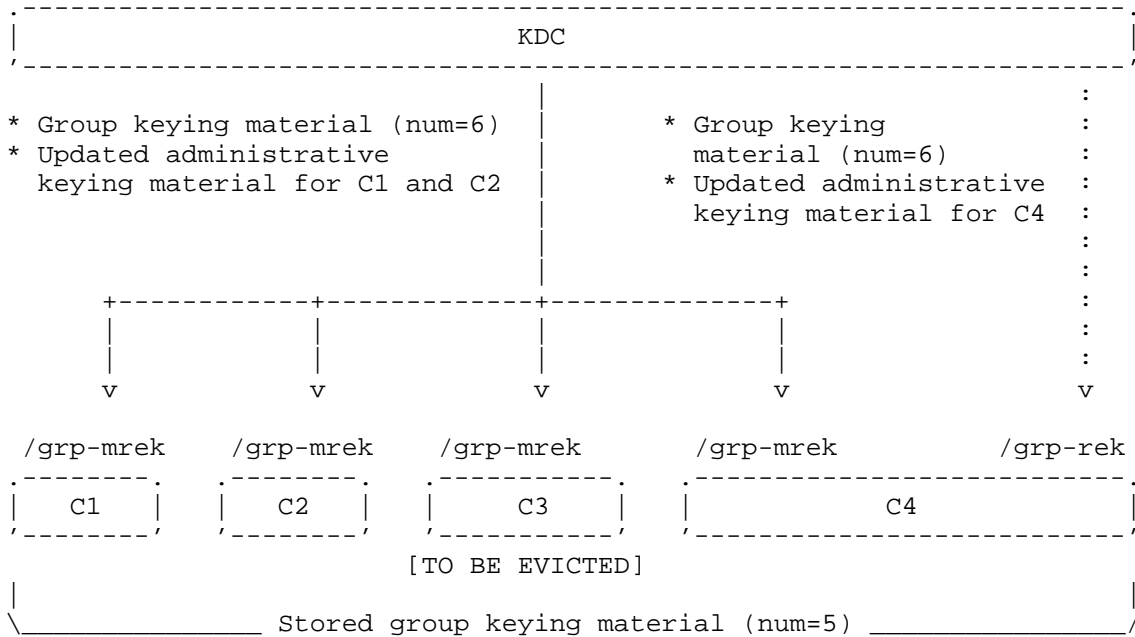 KDC
* Group keying material (num=6)
* Updated administrative
keying material for C1 and C2
* Group keying
material (num=6)
* Updated administrative
keying material for C4
/grp-mrek /grp-mrek /grp-mrek /grp-mrek /grp-rek
C1 C2 C3 C4
[TO BE EVICTED]
Stored group keying material (num=5)